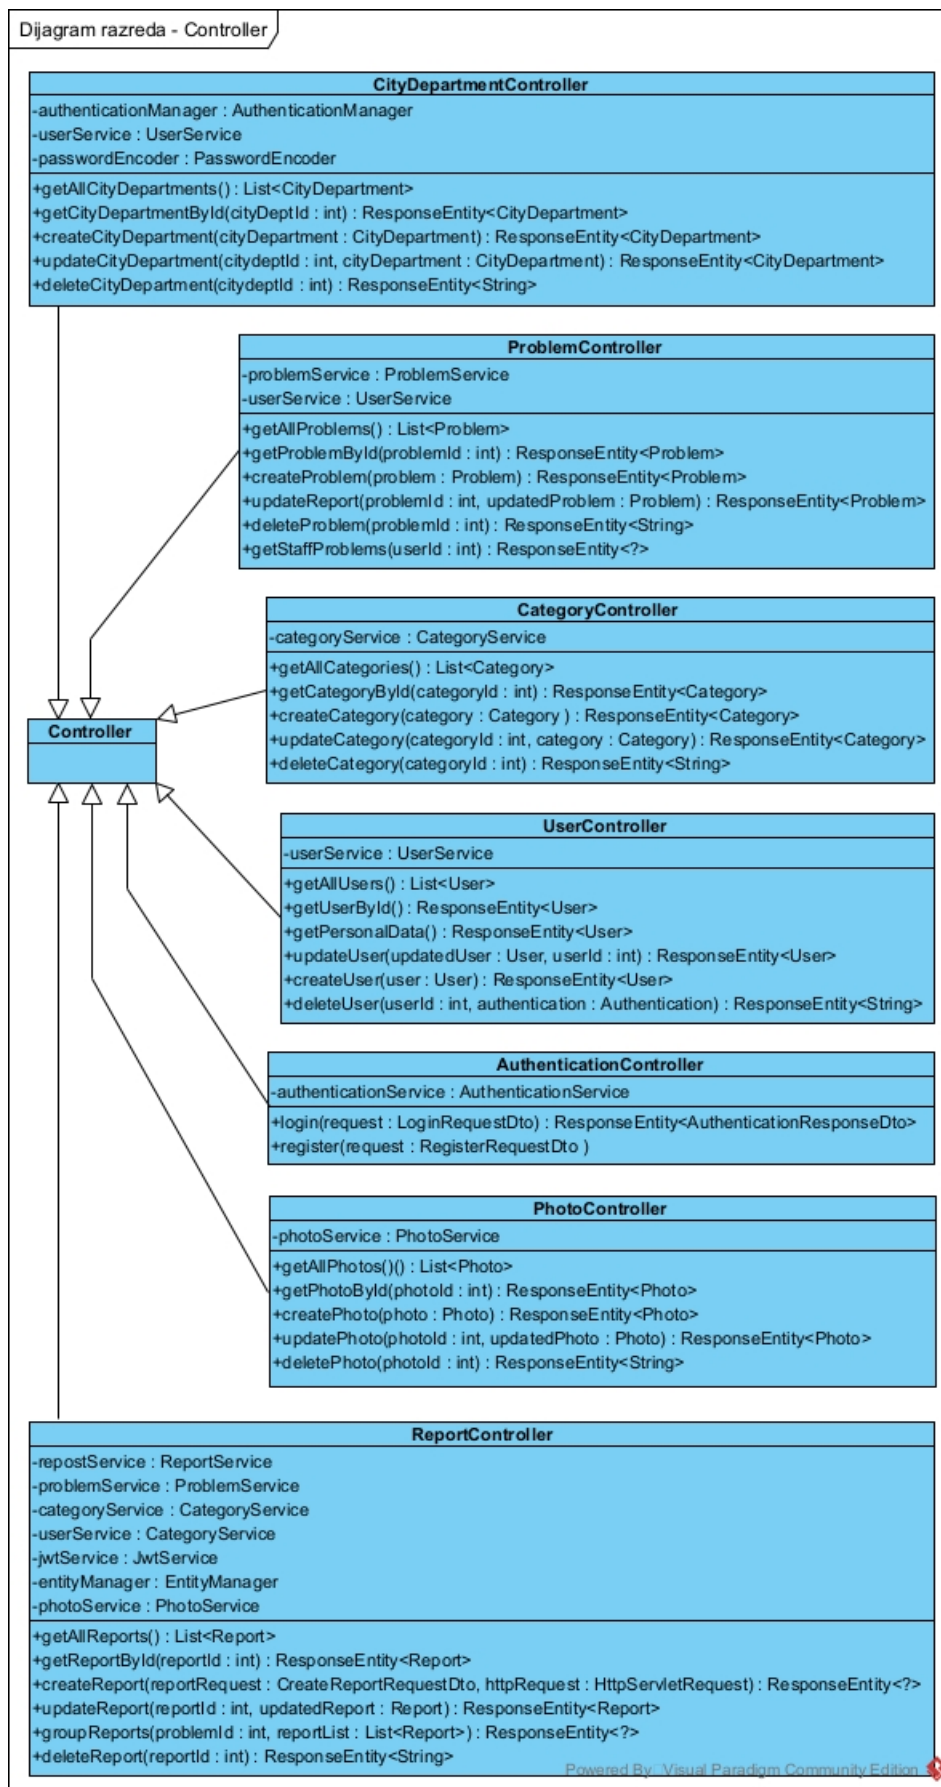 Dijagram razreda - Controller
CityDepartmentController
-authenticationManager : AuthenticationManager
-userService : UserService
-passwordEncoder : PasswordEncoder
+getAllCityDepartments() : List<CityDepartment>
+getCityDepartmentById(cityDeptId : int) : ResponseEntity<CityDepartment>
+createCityDepartment(cityDepartment : CityDepartment) : ResponseEntity<CityDepartment>
+updateCityDepartment(citydeptId : int, cityDepartment : CityDepartment) : ResponseEntity<CityDepartment>
+deleteCityDepartment(citydeptId : int) : ResponseEntity<String>
ProblemController
-problemService : ProblemService
-userService : UserService
+getAllProblems() : List<Problem>
+getProblemById(problemId : int) : ResponseEntity<Problem>
+createProblem(problem : Problem) : ResponseEntity<Problem>
+updateReport(problemId : int, updatedProblem : Problem) : ResponseEntity<Problem>
+deleteProblem(problemId : int) : ResponseEntity<String>
+getStaffProblems(userId : int) : ResponseEntity<?>
CategoryController
-categoryService : CategoryService
+getAllCategories() : List<Category>
+getCategoryById(categoryId : int) : ResponseEntity<Category>
+createCategory(category : Category ) : ResponseEntity<Category>
+updateCategory(categoryId : int, category : Category) : ResponseEntity<Category>
+deleteCategory(categoryId : int) : ResponseEntity<String>
Controller
UserController
-userService : UserService
+getAllUsers() : List<User>
+getUserById() : ResponseEntity<User>
+getPersonalData() : ResponseEntity<User>
+updateUser(updatedUser : User, userId : int) : ResponseEntity<User>
+createUser(user : User) : ResponseEntity<User>
+deleteUser(userId : int, authentication : Authentication) : ResponseEntity<String>
AuthenticationController
-authenticationService : AuthenticationService
+login(request : LoginRequestDto) : ResponseEntity<AuthenticationResponseDto>
+register(request : RegisterRequestDto )
PhotoController
-photoService : PhotoService
+getAllPhotos()() : List<Photo>
+getPhotoById(photoId : int) : ResponseEntity<Photo>
+createPhoto(photo : Photo) : ResponseEntity<Photo>
+updatePhoto(photoId : int, updatedPhoto : Photo) : ResponseEntity<Photo>
+deletePhoto(photoId : int) : ResponseEntity<String>
ReportController
-repostService : ReportService
-problemService : ProblemService
-categoryService : CategoryService
-userService : CategoryService
-jwtService : JwtService
-entityManager : EntityManager
-photoService : PhotoService
+getAllReports() : List<Report>
+getReportById(reportId : int) : ResponseEntity<Report>
+createReport(reportRequest : CreateReportRequestDto, httpRequest : HttpServletRequest) : ResponseEntity<?>
+updateReport(reportId : int, updatedReport : Report) : ResponseEntity<Report>
+groupReports(problemId : int, reportList : List<Report>) : ResponseEntity<?>
+deleteReport(reportId : int) : ResponseEntity<String>
Powered By Visual Paradigm Community Edition